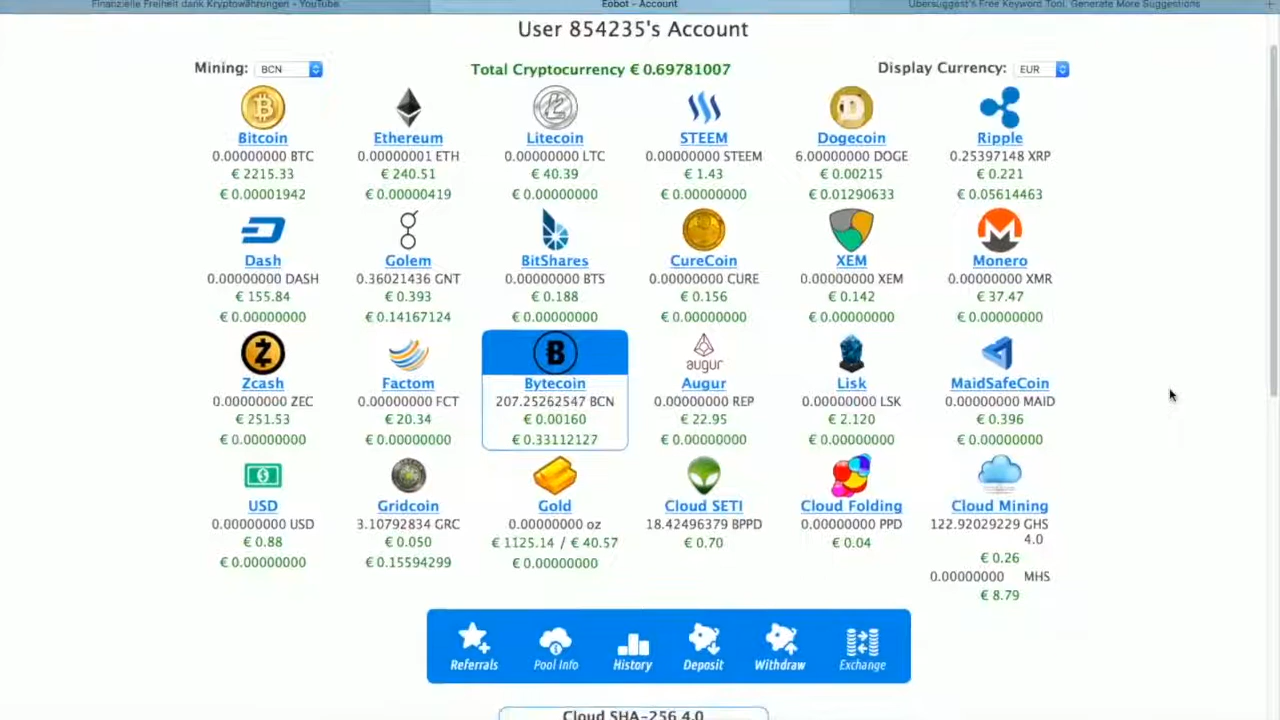 Finanzielle Freiheit dank Kryptowährungen - YouTube
Eobot - Account
Ubersuggest's Free Keyword Tool, Generate More Suggestions
User 854235's Account
Mining: BCN
Total Cryptocurrency € 0.69781007
Display Currency: EUR
Bitcoin Ethereum Litecoin STEEM Dogecoin Ripple
0.00000000 BTC 0.00000001 ETH 0.00000000 LTC 0.00000000 STEEM 6.00000000 DOGE 0.25397148 XRP
€ 2215.33 € 240.51 € 40.39 € 1.43 € 0.00215 € 0.221
€ 0.00001942 € 0.00000419 € 0.00000000 € 0.00000000 € 0.01290633 € 0.05614463
Dash Golem BitShares CureCoin XEM Monero
0.00000000 DASH 0.36021436 GNT 0.00000000 BTS 0.00000000 CURE 0.00000000 XEM 0.00000000 XMR
€ 155.84 € 0.393 € 0.188 € 0.156 € 0.142 € 37.47
€ 0.00000000 € 0.14167124 € 0.00000000 € 0.00000000 € 0.00000000 € 0.00000000
augur
Zcash Factom Bytecoin Augur Lisk MaidSafeCoin
0.00000000 ZEC 0.00000000 FCT 207.25262547 BCN 0.00000000 REP 0.00000000 LSK 0.00000000 MAID
€ 251.53 € 20.34 € 0.00160 € 22.95 € 2.120 € 0.396
€ 0.00000000 € 0.00000000 € 0.33112127 € 0.00000000 € 0.00000000 € 0.00000000
USD Gridcoin Gold Cloud SETI Cloud Folding Cloud Mining
0.00000000 USD 3.10792834 GRC 0.00000000 oz 18.42496379 BPPD 0.00000000 PPD 122.92029229 GHS
4.0
€ 0.88 € 0.050 € 1125.14 / € 40.57 € 0.70 € 0.04 € 0.26
€ 0.00000000 € 0.15594299 € 0.00000000 0.00000000 MHS
€ 8.79
Referrals Pool Info History Deposit Withdraw Exchange
Cloud SHA-256 4.0